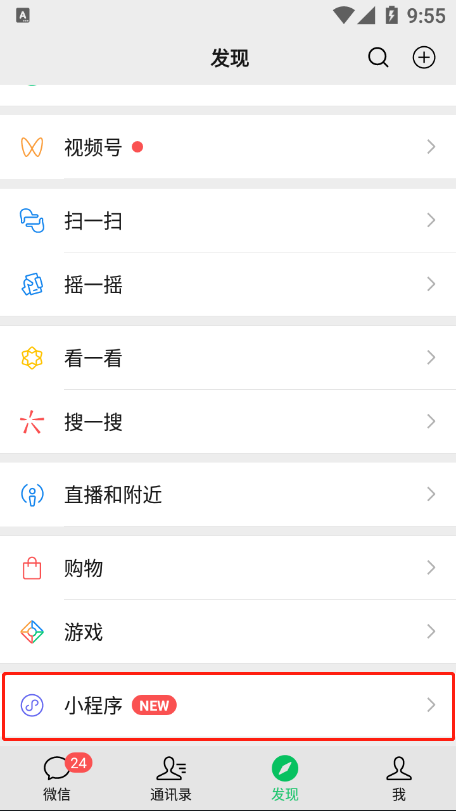 A
9:55
发现
视频号
扫一扫
摇一摇
看一看
搜一搜
直播和附近
购物
游戏
小程序 NEW
24
微信 通讯录 发现 我